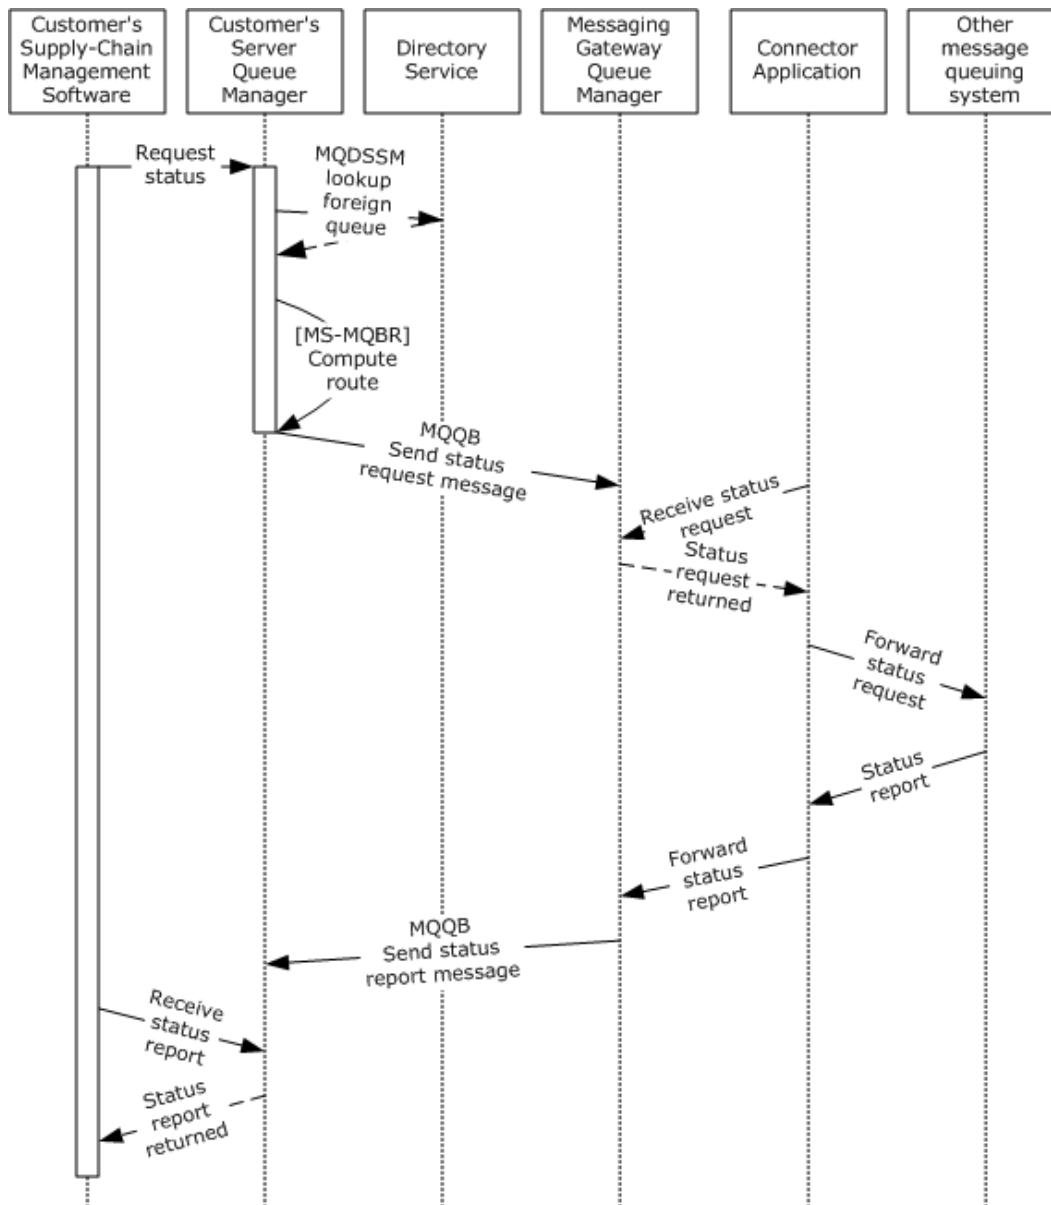 Customer's
Supply-Chain
Management
Software
Customer's
Server
Queue
Manager
Directory
Service
Messaging
Gateway
Queue
Manager
Connector
Application
Other
message
queuing
system
Request
status
MQDSSM
lookup
foreign
queue
[MS-MQBR]
Compute
route
MQQB
Send status
request message
Receive status
request
Status
request
returned
Forward
status
request
Status
report
Forward
status
report
MQQB
Send status
report message
Receive
status
report
Status
report
returned